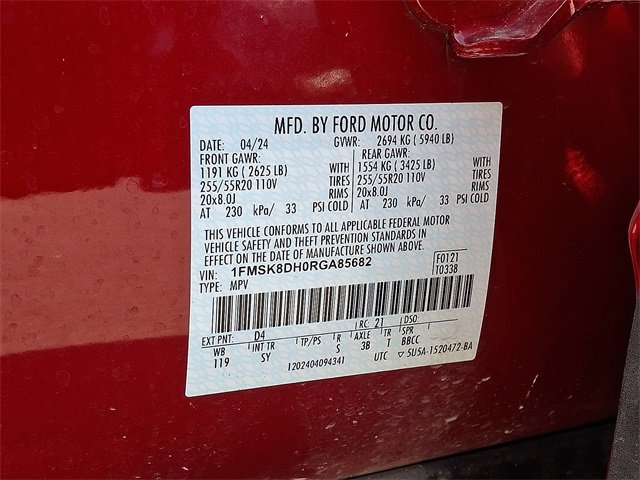 MFD. BY FORD MOTOR CO.
DATE: 04/24 GVWR: 2694 KG ( 5940 LB)
FRONT GAWR: REAR GAWR:
1191 KG ( 2625 LB) WITH 1554 KG ( 3425 LB) WITH
255/55R20 110V TIRES 255/55R20 110V TIRES
20x8.0J RIMS 20x8.0J RIMS
AT 230 kPa/ 33 PSI COLD AT 230 kPa/ 33 PSI COLD
THIS VEHICLE CONFORMS TO ALL APPLICABLE FEDERAL MOTOR
VEHICLE SAFETY AND THEFT PREVENTION STANDARDS IN
EFFECT ON THE DATE OF MANUFACTURE SHOWN ABOVE.
VIN: 1FMSK8DH0RGA85682 F0121
TYPE: MPV T0338
EXT PNT: D4 RC: 21 DSO:
WB INT TR TP/PS R AXLE TR SPR
119 SY S 3B T BBCC
1202404094341 UTC ▽ 5U5A-1520472-BA